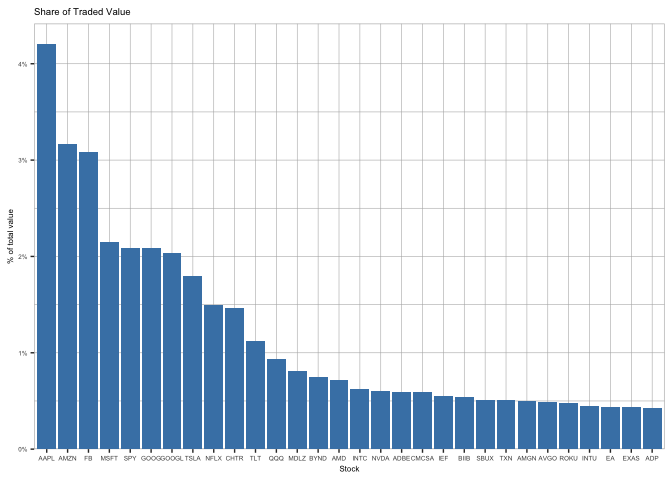 Share of Traded Value
% of total value
4%
3%
2%
1%
0%
AAPL AMZN FB MSFT SPY GOOG GOOGL TSLA NFLX CHTR TLT QQQ MDLZ BYND AMD INTC NVDA ADBE CMCSA IEF BIIB SBUX TXN AMGN AVGO ROKU INTU EA EXAS ADP
Stock